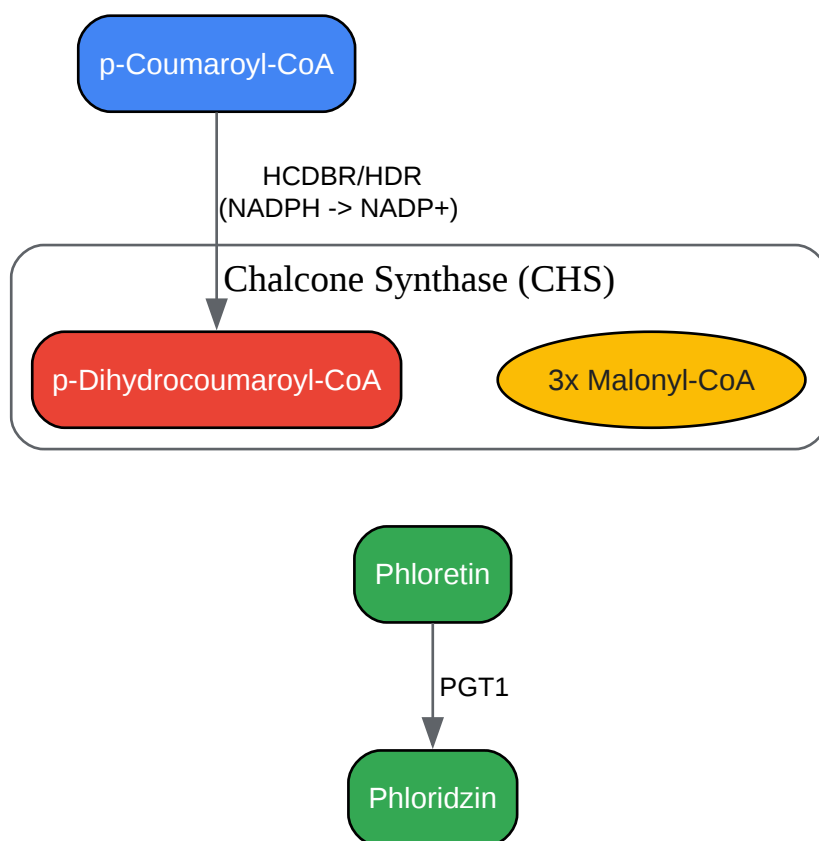 p-Coumaroyl-CoA
HCDBR/HDR
(NADPH -> NADP+)
Chalcone Synthase (CHS)
p-Dihydrocoumaroyl-CoA
3x Malonyl-CoA
Phloretin
PGT1
Phloridzin